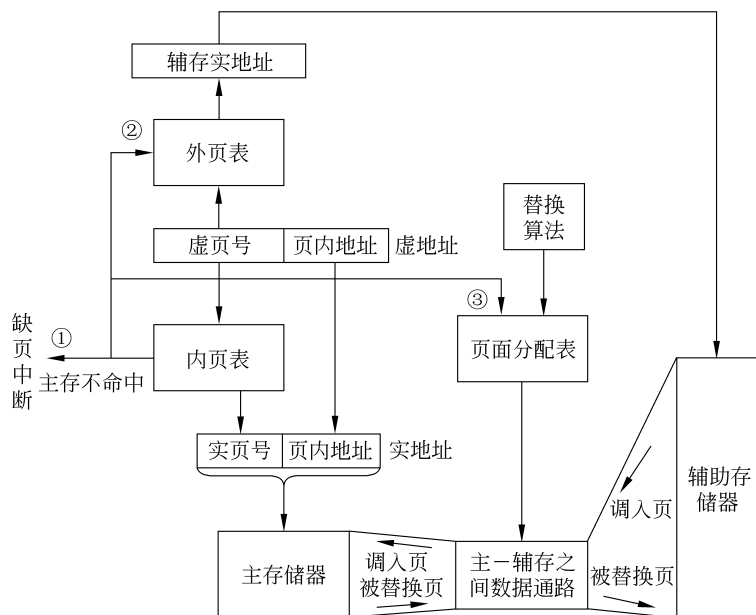 辅存实地址
②
外页表
替换
算法
虚页号 页内地址 虚地址
③
缺页中断
①
内页表
页面分配表
主存不命中
实页号 页内地址 实地址
辅助存
储器
调入页
主存储器
调入页
被替换页
主－辅存之
间数据通路
被替换页